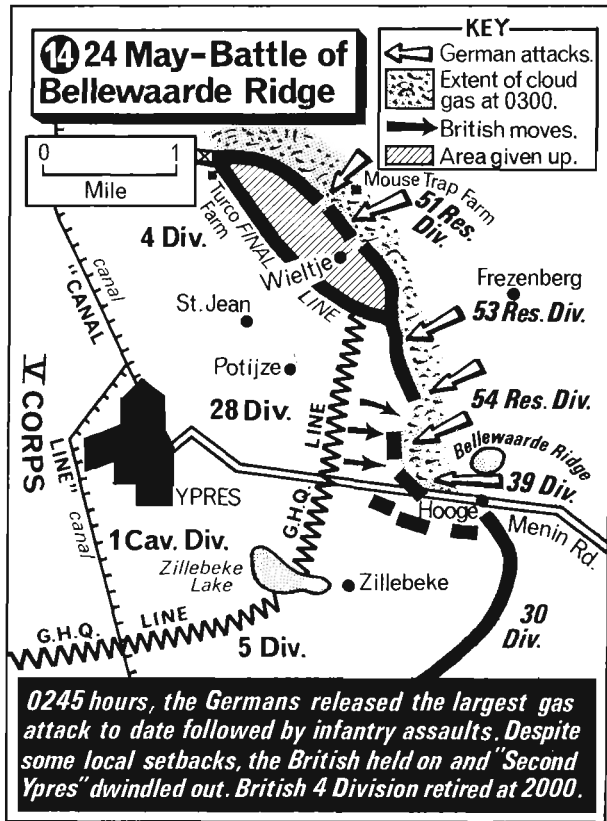 14 24 May–Battle of
Bellewaarde Ridge
KEY
German attacks.
Extent of cloud
gas at 0300.
British moves.
Area given up.
0 1
Mile
Turco
Farm
FINAL
LINE
Mouse Trap Farm
51 Res.
Div.
4 Div.
Wieltje
Frezenberg
53 Res. Div.
canal
"CANAL
LINE"
canal
St. Jean
Potijze
28 Div.
54 Res. Div
V CORPS
LINE
G.H.Q.
Bellewaarde Ridge
39 Div.
YPRES
Hooge
Menin Rd.
1 Cav. Div.
Zillebeke
Lake
Zillebeke
30
Div.
G.H.Q. LINE
5 Div.
0245 hours, the Germans released the largest gas
attack to date followed by infantry assaults. Despite
some local setbacks, the British held on and "Second
Ypres" dwindled out. British 4 Division retired at 2000.